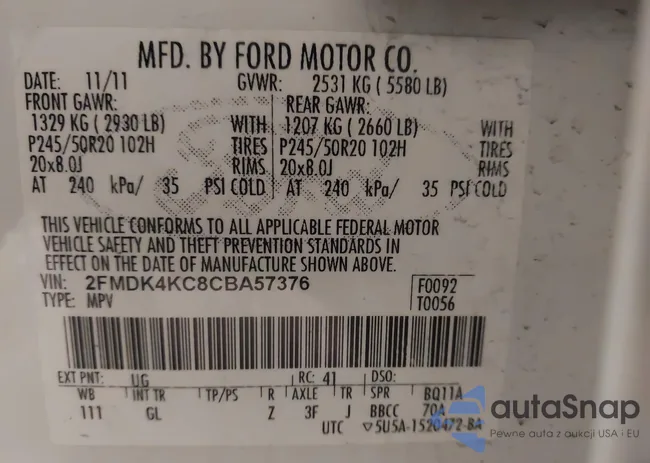 MFD. BY FORD MOTOR CO.
DATE: 11/11 GVWR: 2531 KG ( 5580 LB)
FRONT GAWR: REAR GAWR:
1329 KG ( 2930 LB) WITH 1207 KG ( 2660 LB) WITH
P245/50R20 102H TIRES P245/50R20 102H TIRES
20x8.0J RIMS 20x8.0J RIMS
AT 240 kPa/ 35 PSI COLD AT 240 kPa/ 35 PSI COLD
THIS VEHICLE CONFORMS TO ALL APPLICABLE FEDERAL MOTOR
VEHICLE SAFETY AND THEFT PREVENTION STANDARDS IN
EFFECT ON THE DATE OF MANUFACTURE SHOWN ABOVE.
VIN: 2FMDK4KC8CBA57376 F0092
TYPE: MPV T0056
EXT PNT: UG RC: 41 DSO:
WB INT TR TP/PS R AXLE TR SPR BQ11A
111 GL Z 3F J BBCC 70A
UTC ▽5U5A-1520472-BA
autaSnap
Pewne auta z aukcji USA i EU